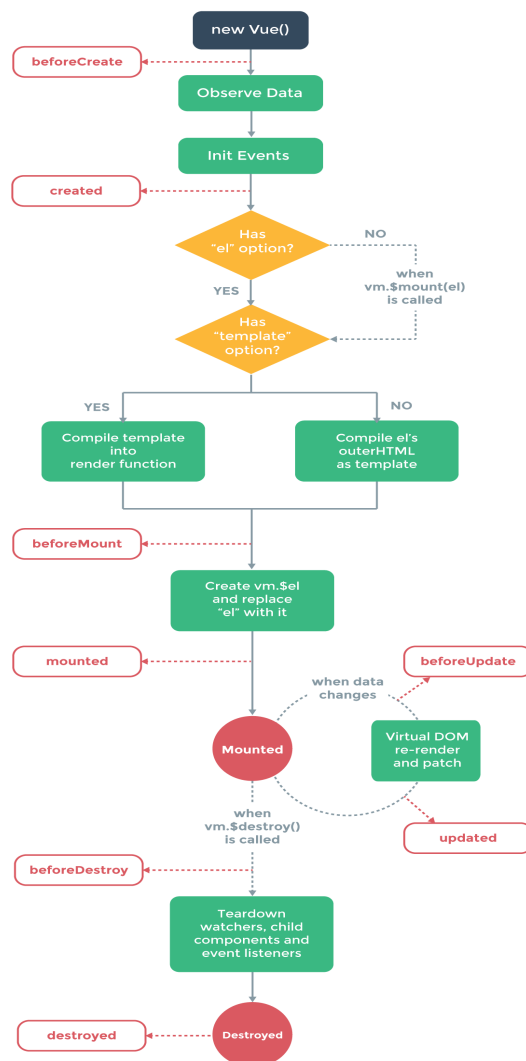 new Vue()
beforeCreate
Observe Data
Init Events
created
Has
"el" option?
NO
YES
when
vm.$mount(el)
is called
Has
"template"
option?
YES
NO
Compile template
into
render function
Compile el's
outerHTML
as template
beforeMount
Create vm.$el
and replace
"el" with it
mounted
beforeUpdate
when data
changes
Mounted
Virtual DOM
re-render
and patch
when
vm.$destroy()
is called
updated
beforeDestroy
Teardown
watchers, child
components and
event listeners
destroyed
Destroyed